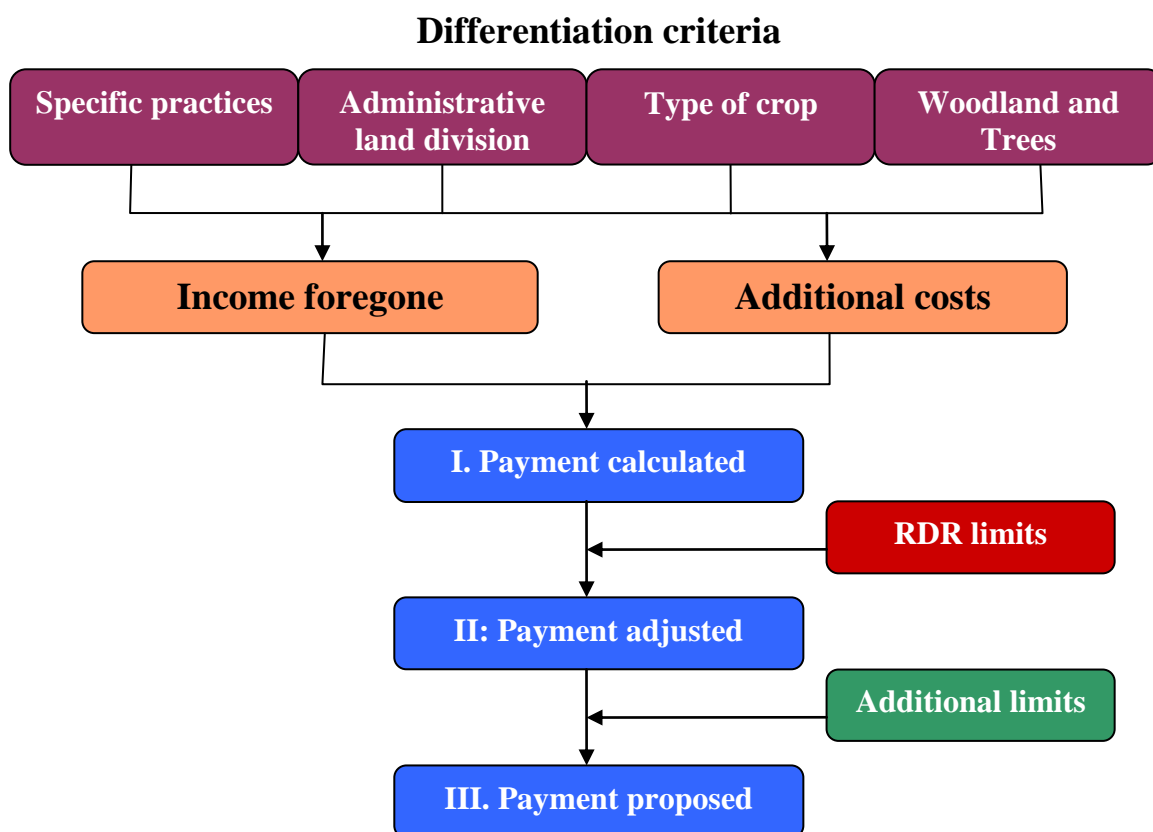 Differentiation criteria
Specific practices
Administrative
land division
Type of crop
Woodland and
Trees
Income foregone
Additional costs
I. Payment calculated
RDR limits
II: Payment adjusted
Additional limits
III. Payment proposed